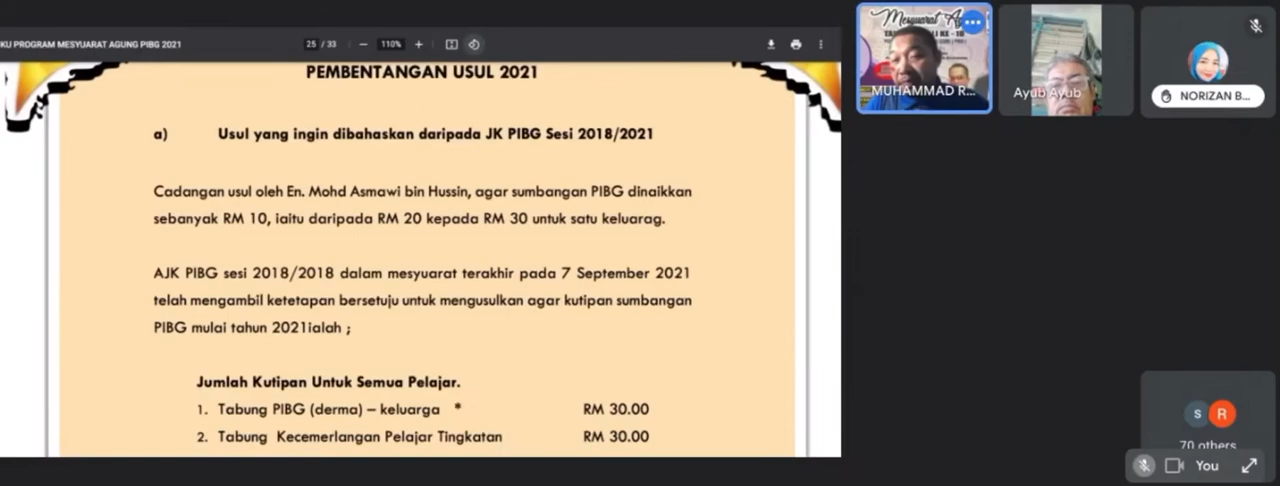 KU PROGRAM MESYUARAT AGUNG PIBG 2021
25 / 33
110%
PEMBENTANGAN USUL 2021
a) Usul yang ingin dibahaskan daripada JK PIBG Sesi 2018/2021
Cadangan usul oleh En. Mohd Asmawi bin Hussin, agar sumbangan PIBG dinaikkan
sebanyak RM 10, iaitu daripada RM 20 kepada RM 30 untuk satu keluarag.
AJK PIBG sesi 2018/2018 dalam mesyuarat terakhir pada 7 September 2021
telah mengambil ketetapan bersetuju untuk mengusulkan agar kutipan sumbangan
PIBG mulai tahun 2021ialah ;
Jumlah Kutipan Untuk Semua Pelajar.
1. Tabung PIBG (derma) – keluarga * RM 30.00
2. Tabung Kecemerlangan Pelajar Tingkatan RM 30.00
Mesyuarat
MUHAMMAD R...
Ayub Ayub
NORIZAN B...
S R
70 others
You